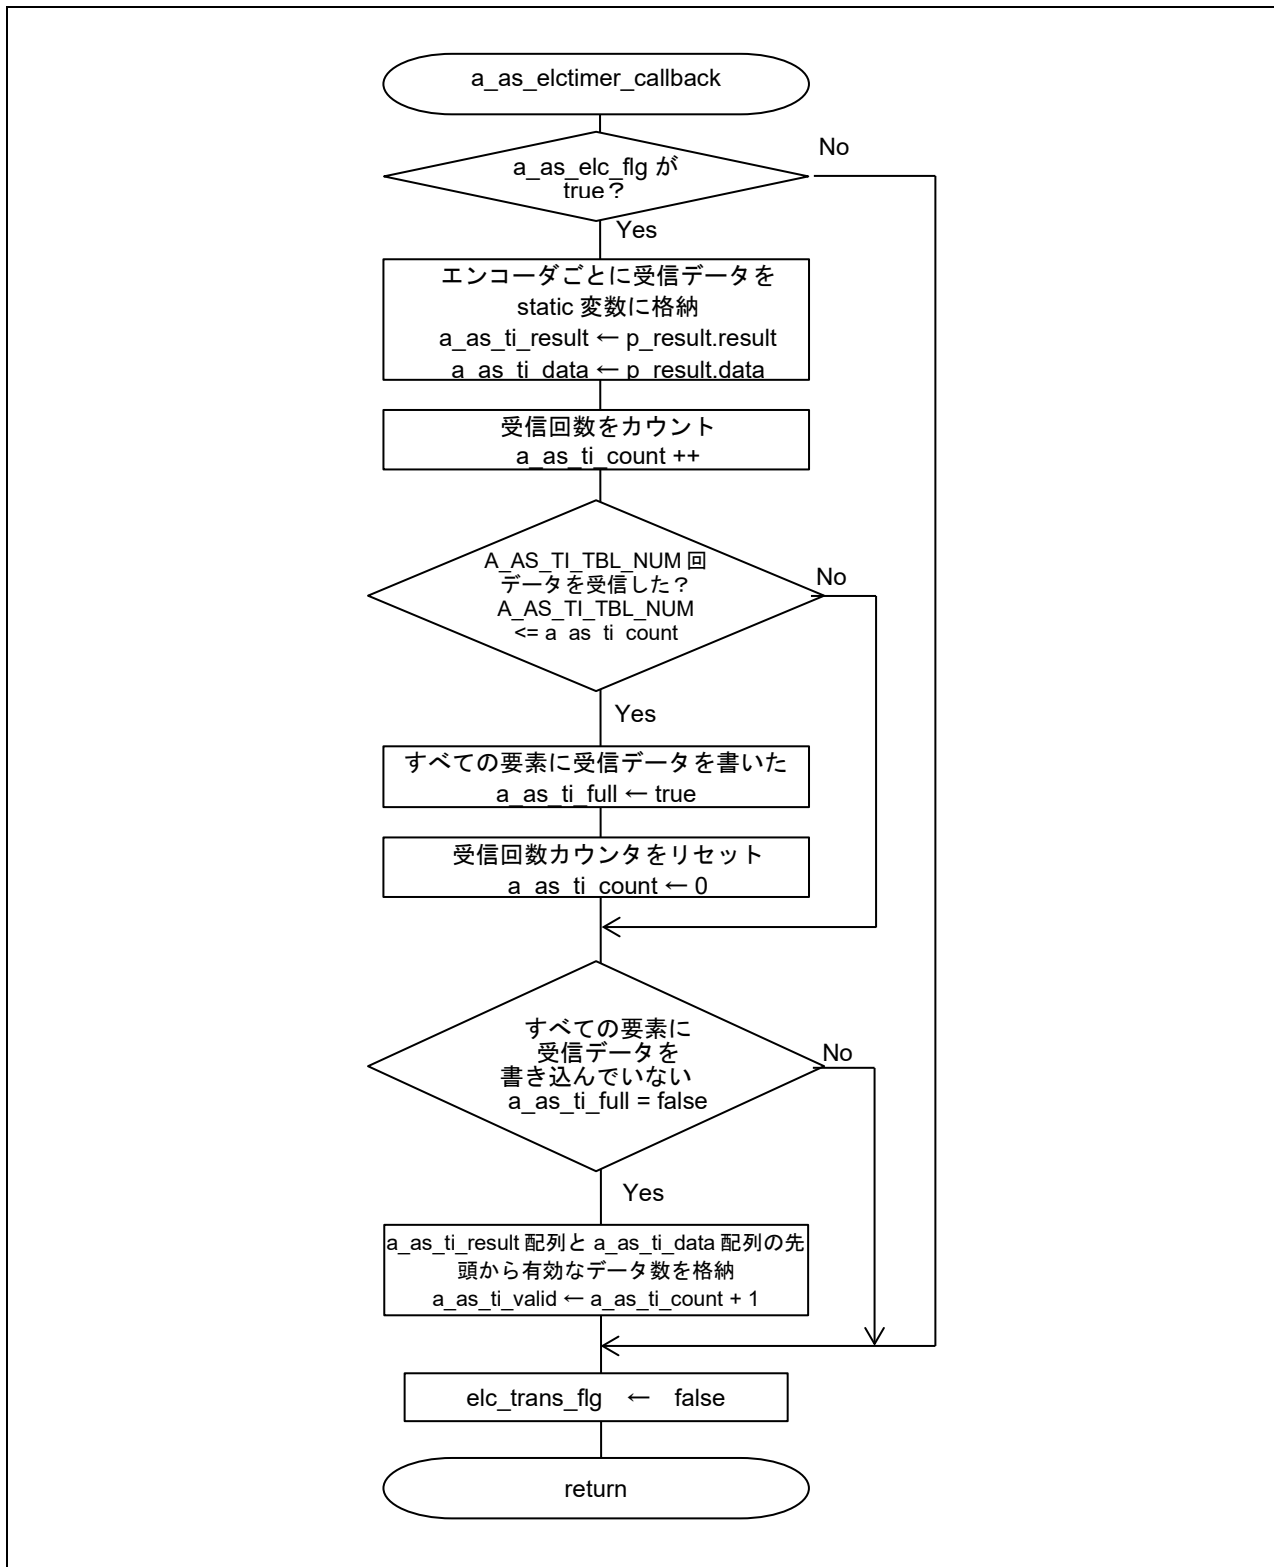 a_as_elctimer_callback
a_as_elc_flg が
true？
No
Yes
エンコーダごとに受信データを
static 変数に格納
a_as_ti_result ← p_result.result
a_as_ti_data ← p_result.data
受信回数をカウント
a_as_ti_count ++
A_AS_TI_TBL_NUM 回
データを受信した？
A_AS_TI_TBL_NUM
<= a_as_ti_count
No
Yes
すべての要素に受信データを書いた
a_as_ti_full ← true
受信回数カウンタをリセット
a_as_ti_count ← 0
すべての要素に
受信データを
書き込んでいない
a_as_ti_full = false
No
Yes
a_as_ti_result 配列と a_as_ti_data 配列の先
頭から有効なデータ数を格納
a_as_ti_valid ← a_as_ti_count + 1
elc_trans_flg ← false
return